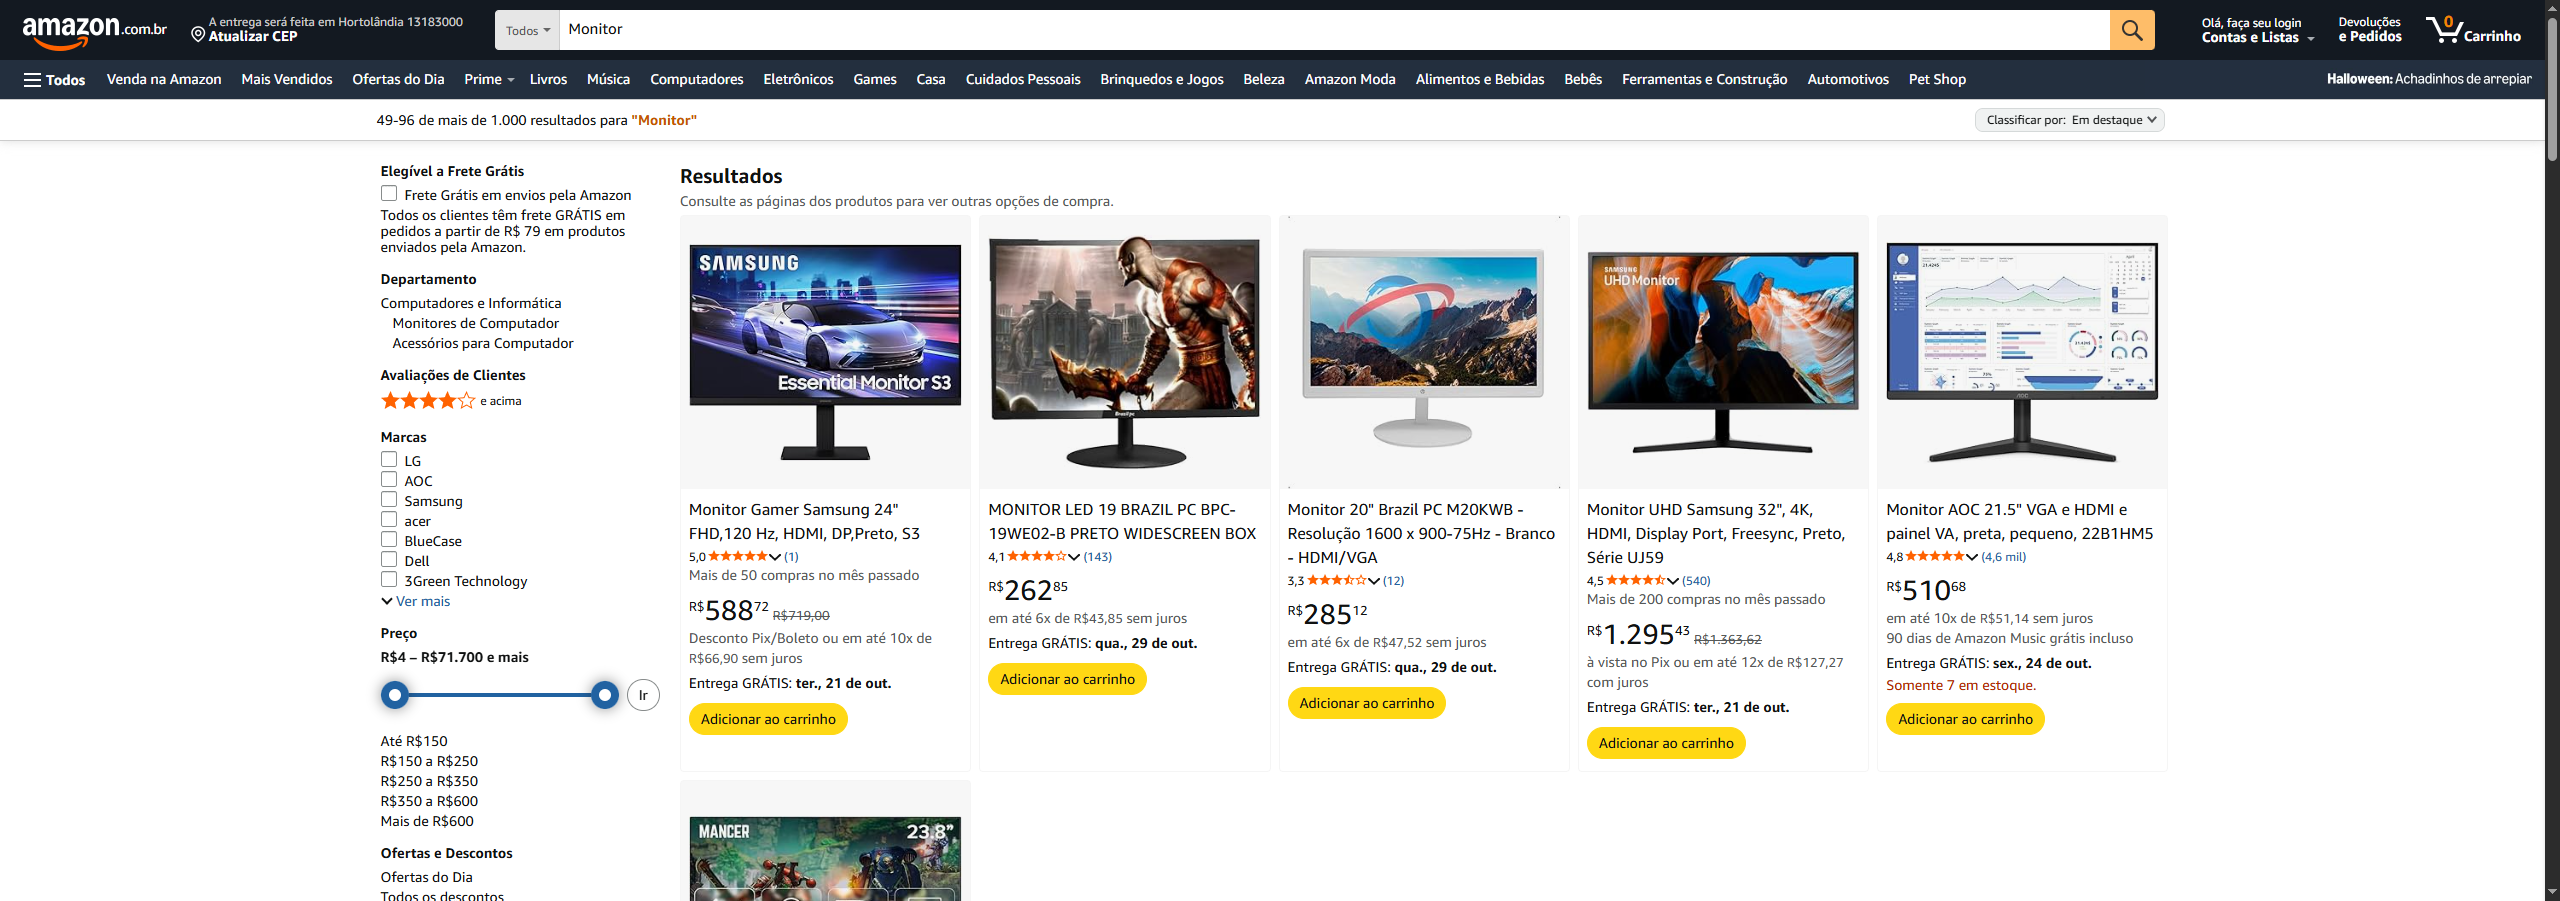 amazon.com.br
A entrega será feita em Hortolândia 13183000
Atualizar CEP
Todos
Monitor
Olá, faça seu login
Contas e Listas
Devoluções
e Pedidos
0
Carrinho
Todos
Venda na Amazon
Mais Vendidos
Ofertas do Dia
Prime
Livros
Música
Computadores
Eletrônicos
Games
Casa
Cuidados Pessoais
Brinquedos e Jogos
Beleza
Amazon Moda
Alimentos e Bebidas
Bebês
Ferramentas e Construção
Automotivos
Pet Shop
Halloween: Achadinhos de arrepiar
49-96 de mais de 1.000 resultados para "Monitor"
Classificar por: Em destaque
Elegível a Frete Grátis
Frete Grátis em envios pela Amazon
Todos os clientes têm frete GRÁTIS em
pedidos a partir de R$ 79 em produtos
enviados pela Amazon.
Departamento
Computadores e Informática
Monitores de Computador
Acessórios para Computador
Avaliações de Clientes
e acima
Marcas
LG
AOC
Samsung
acer
BlueCase
Dell
3Green Technology
Ver mais
Preço
R$4 – R$71.700 e mais
Ir
Até R$150
R$150 a R$250
R$250 a R$350
R$350 a R$600
Mais de R$600
Ofertas e Descontos
Ofertas do Dia
Todos os descontos
Resultados
Consulte as páginas dos produtos para ver outras opções de compra.
SAMSUNG
Essential Monitor S3
Monitor Gamer Samsung 24"
FHD,120 Hz, HDMI, DP,Preto, S3
5,0 (1)
Mais de 50 compras no mês passado
R$58872 R$719,00
Desconto Pix/Boleto ou em até 10x de
R$66,90 sem juros
Entrega GRÁTIS: ter., 21 de out.
Adicionar ao carrinho
Brazil pc
MONITOR LED 19 BRAZIL PC BPC-
19WE02-B PRETO WIDESCREEN BOX
4,1 (143)
R$26285
em até 6x de R$43,85 sem juros
Entrega GRÁTIS: qua., 29 de out.
Adicionar ao carrinho
Monitor 20" Brazil PC M20KWB -
Resolução 1600 x 900-75Hz - Branco
- HDMI/VGA
3,3 (12)
R$28512
em até 6x de R$47,52 sem juros
Entrega GRÁTIS: qua., 29 de out.
Adicionar ao carrinho
SAMSUNG
UHD Monitor
Monitor UHD Samsung 32", 4K,
HDMI, Display Port, Freesync, Preto,
Série UJ59
4,5 (540)
Mais de 200 compras no mês passado
R$1.29543 R$1.363,62
à vista no Pix ou em até 12x de R$127,27
com juros
Entrega GRÁTIS: ter., 21 de out.
Adicionar ao carrinho
AOC
Monitor AOC 21.5" VGA e HDMI e
painel VA, preta, pequeno, 22B1HM5
4,8 (4,6 mil)
R$51068
em até 10x de R$51,14 sem juros
90 dias de Amazon Music grátis incluso
Entrega GRÁTIS: sex., 24 de out.
Somente 7 em estoque.
Adicionar ao carrinho
MANCER
23.8"